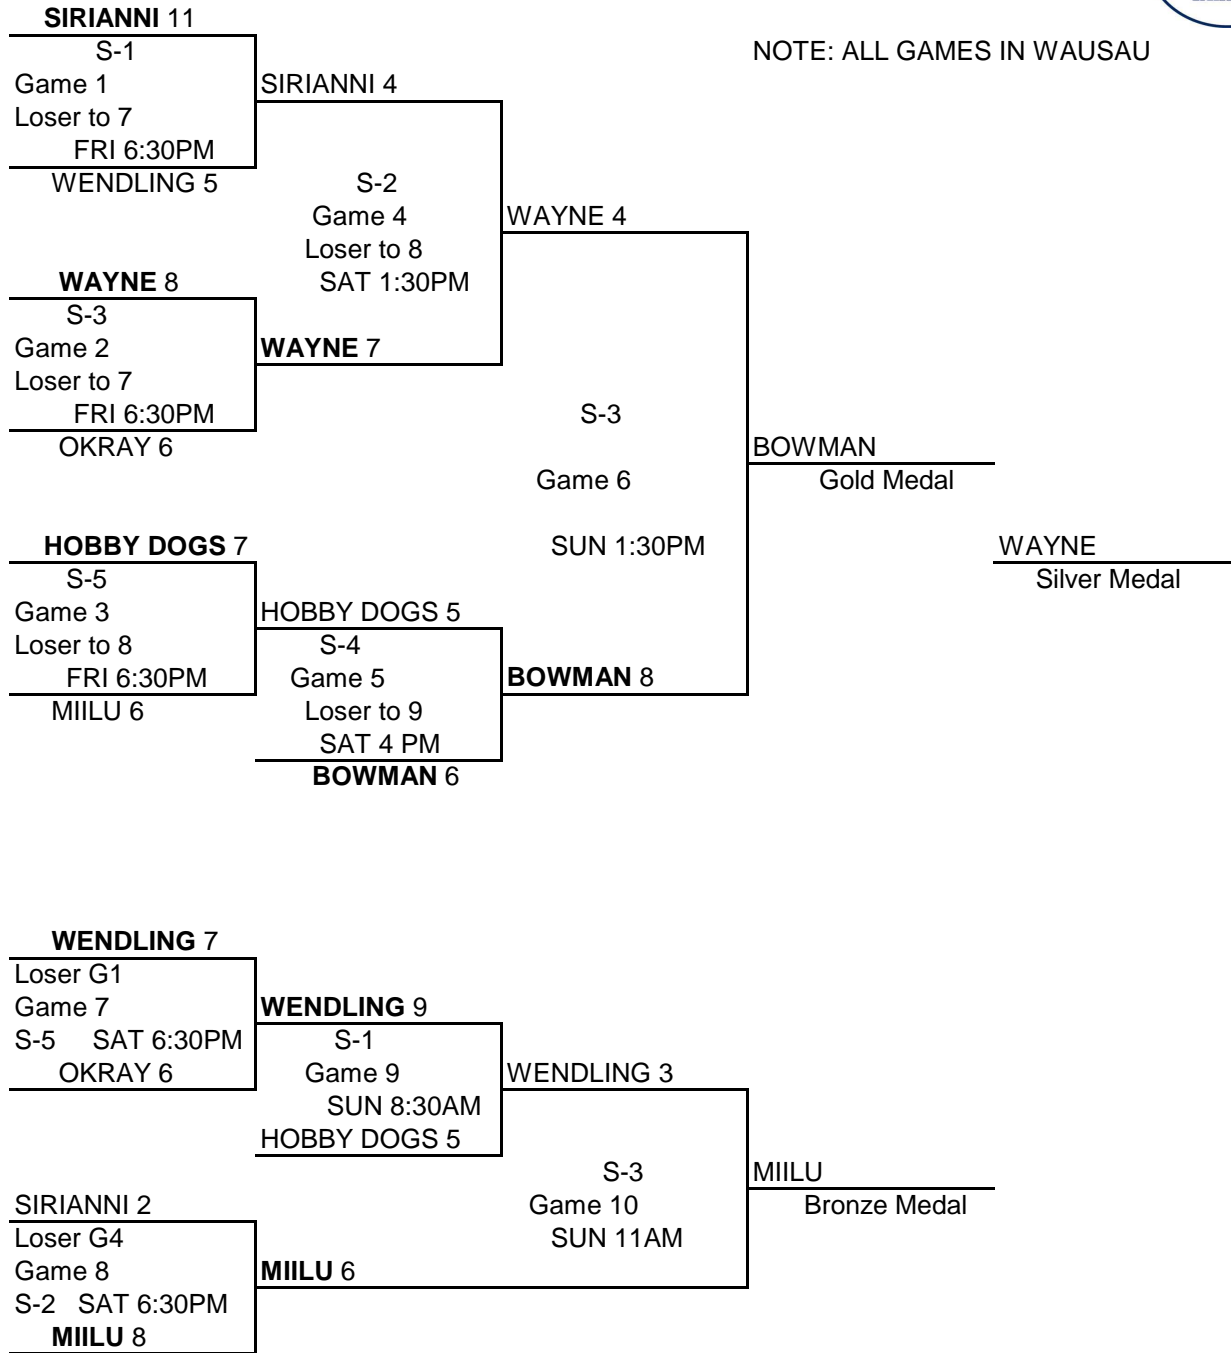 SIRIANNI 11
S-1
NOTE: ALL GAMES IN WAUSAU
Game 1
SIRIANNI 4
Loser to 7
FRI 6:30PM
WENDLING 5
S-2
Game 4
WAYNE 4
Loser to 8
WAYNE 8
SAT 1:30PM
S-3
Game 2
WAYNE 7
Loser to 7
FRI 6:30PM
S-3
OKRAY 6
BOWMAN
Game 6
Gold Medal
HOBBY DOGS 7
SUN 1:30PM
WAYNE
S-5
Silver Medal
Game 3
HOBBY DOGS 5
Loser to 8
S-4
FRI 6:30PM
Game 5
BOWMAN 8
MIILU 6
Loser to 9
SAT 4 PM
BOWMAN 6
WENDLING 7
Loser G1
Game 7
WENDLING 9
S-5 SAT 6:30PM
S-1
OKRAY 6
Game 9
WENDLING 3
SUN 8:30AM
HOBBY DOGS 5
S-3
MIILU
SIRIANNI 2
Game 10
Bronze Medal
Loser G4
SUN 11AM
Game 8
MIILU 6
S-2 SAT 6:30PM
MIILU 8